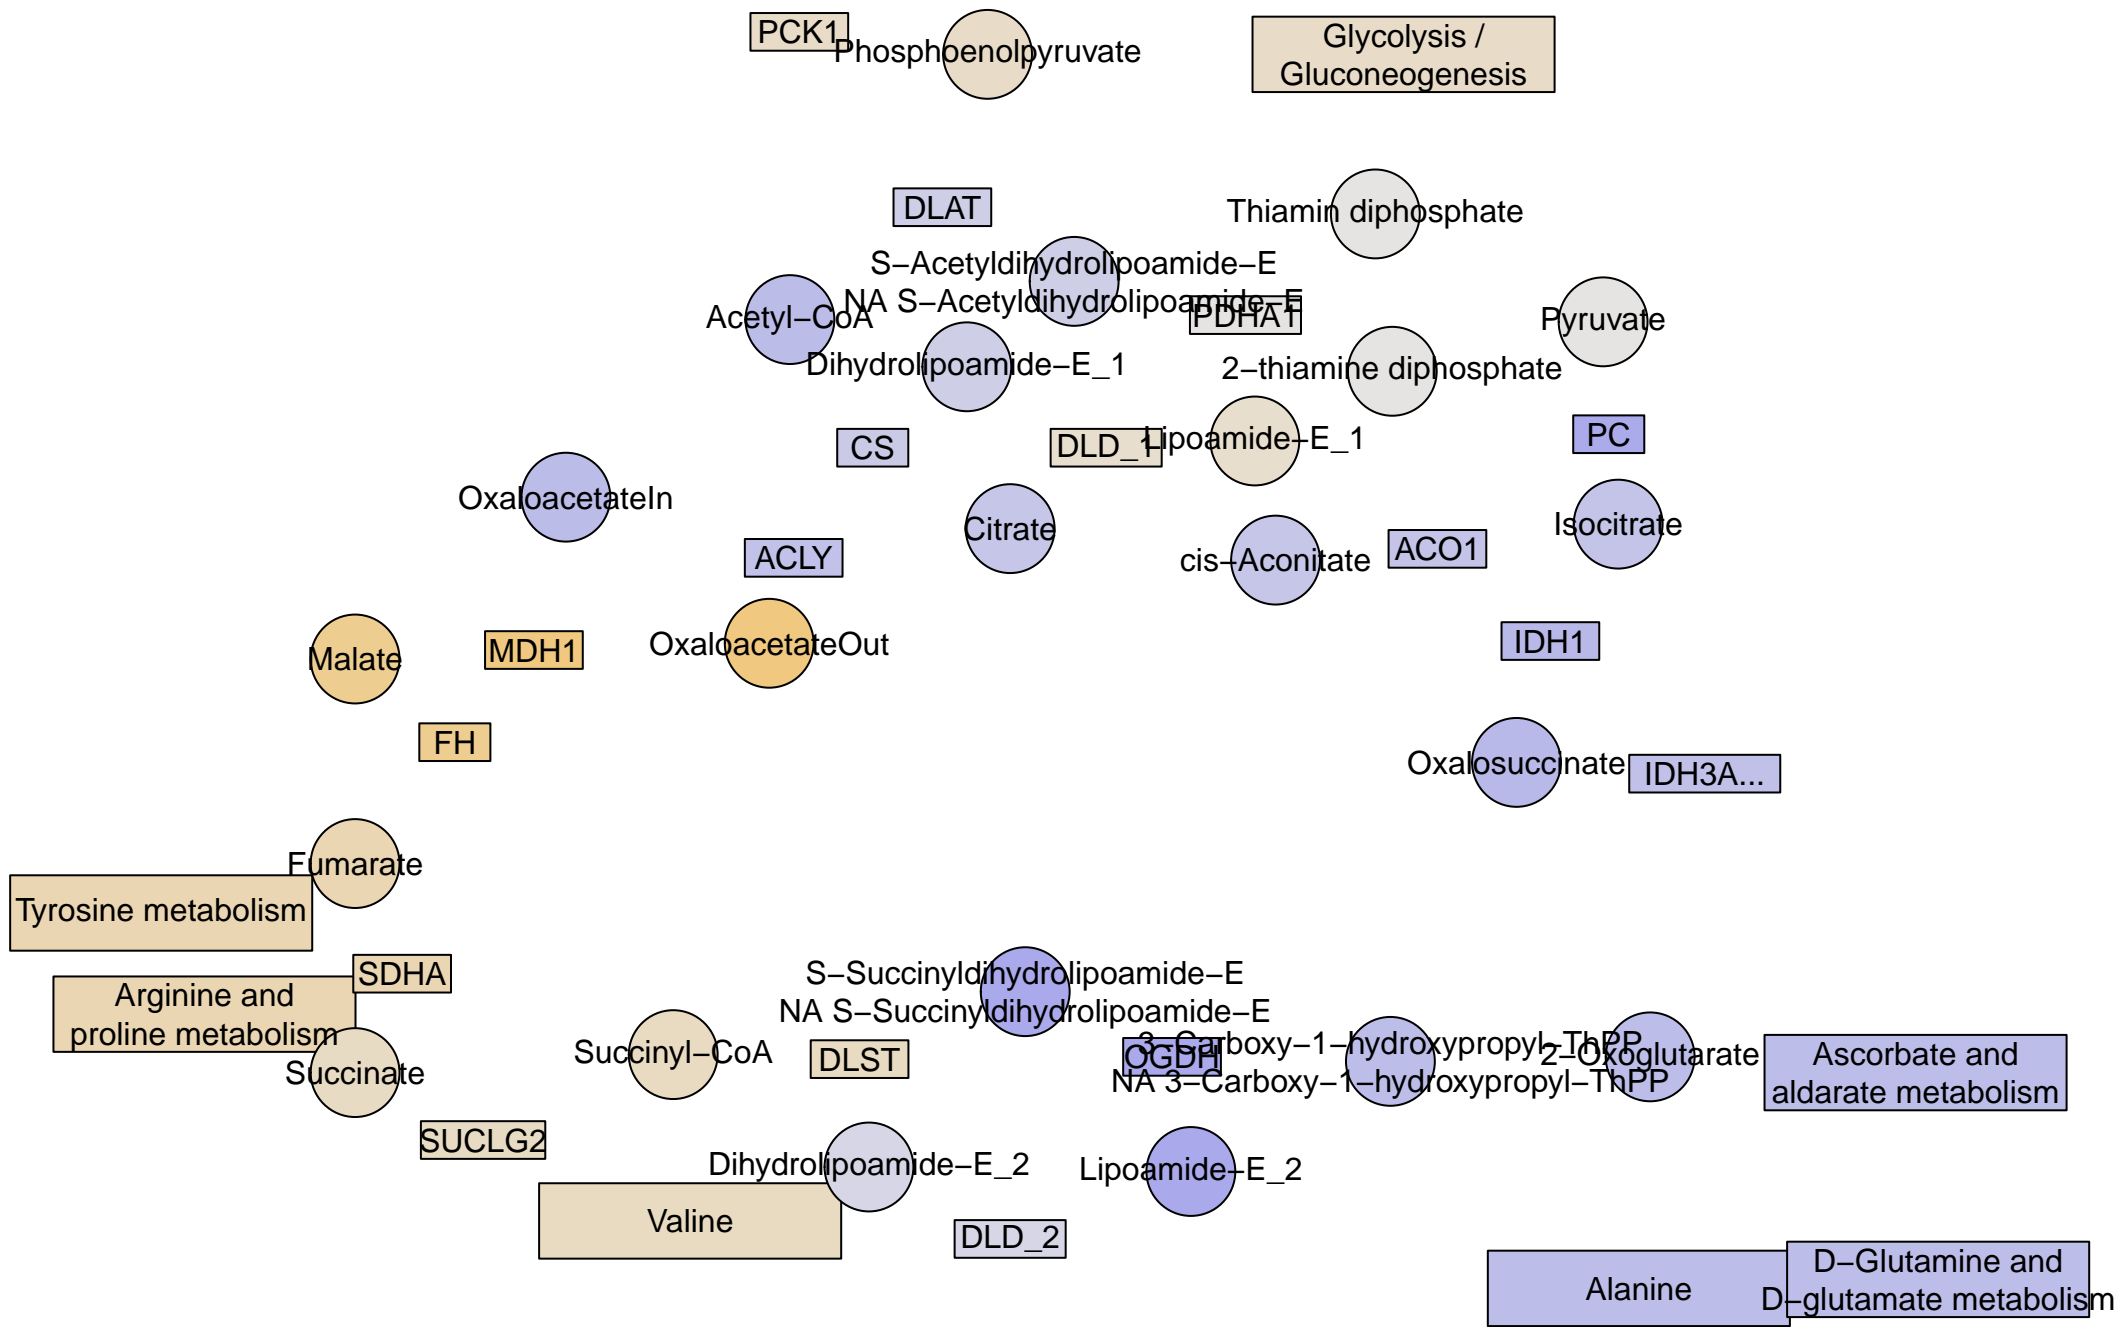 PCK1
Phosphoenolpyruvate
Glycolysis /
Gluconeogenesis
DLAT
Thiamin diphosphate
S−Acetyldihydrolipoamide−E
NA S−Acetyldihydrolipoamide−E
Acetyl−CoA
PDHA1
Pyruvate
Dihydrolipoamide−E_1
2−thiamine diphosphate
CS
DLD_1
Lipoamide−E_1
PC
OxaloacetateIn
Citrate
Isocitrate
ACLY
cis−Aconitate
ACO1
Malate
MDH1
OxaloacetateOut
IDH1
FH
Oxalosuccinate
IDH3A...
Fumarate
Tyrosine metabolism
SDHA
Arginine and
proline metabolism
S−Succinyldihydrolipoamide−E
NA S−Succinyldihydrolipoamide−E
Succinate
Succinyl−CoA
DLST
OGDH
3−Carboxy−1−hydroxypropyl−ThPP
NA 3−Carboxy−1−hydroxypropyl−ThPP
2−Oxoglutarate
Ascorbate and
aldarate metabolism
SUCLG2
Dihydrolipoamide−E_2
Lipoamide−E_2
Valine
DLD_2
Alanine
D−Glutamine and
D−glutamate metabolism